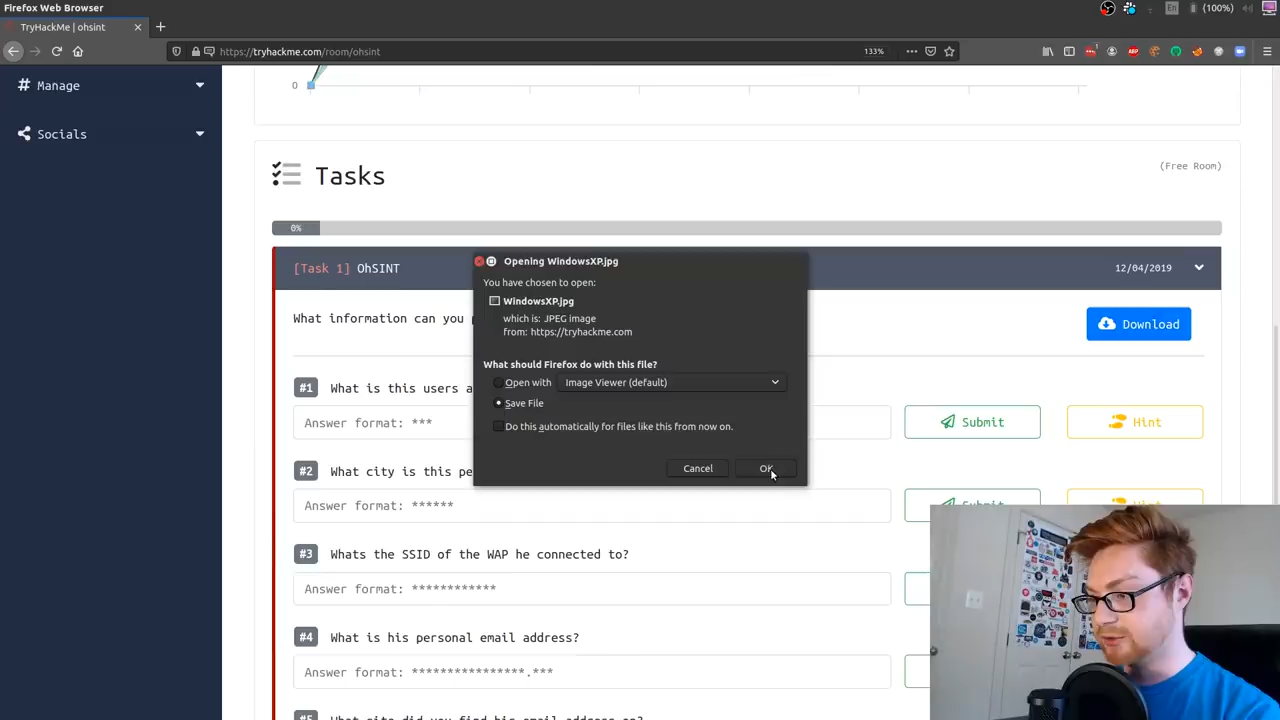 Firefox Web Browser
En
(100%)
TryHackMe | ohsint
https://tryhackme.com/room/ohsint
133%
ABP
# Manage
Socials
0
Tasks
(Free Room)
0%
[Task 1] OhSINT
12/04/2019
What information can you
Download
#1 What is this users a
Answer format: ***
Submit
Hint
#2 What city is this pe
Answer format: ******
#3 Whats the SSID of the WAP he connected to?
Answer format: ************
#4 What is his personal email address?
Answer format: ****************.***
Opening WindowsXP.jpg
You have chosen to open:
WindowsXP.jpg
which is: JPEG image
from: https://tryhackme.com
What should Firefox do with this file?
Open with
Image Viewer (default)
Save File
Do this automatically for files like this from now on.
Cancel
OK